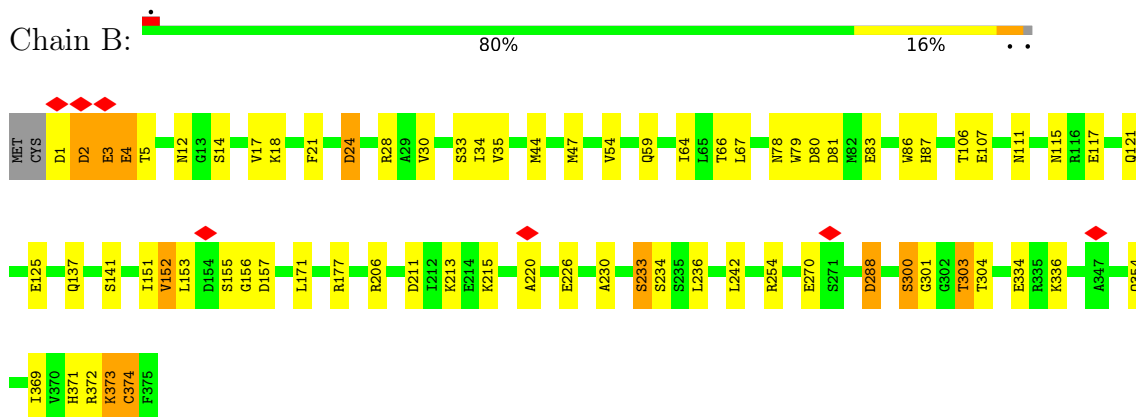 Chain B:
80% 16%
MET CYS D1 D2 E3 E4 T5 N12 G13 S14 V17 K18 F21 D24 R28 A29 V30 S33 I34 V35 M44 M47 V54 Q59 I64 L65 T66 L67 N78 W79 D80 D81 M82 E83 W86 H87 T106 E107 N111 N115 R116 E117 Q121
E125 Q137 S141 I151 V152 L153 D154 S155 G156 D157 L171 R177 R206 D211 I212 K213 E214 K215 A220 E226 A230 S233 S234 S235 L236 L242 R254 E270 S271 D288 S300 G301 G302 T303 T304 E334 R335 K336 A347
I369 V370 H371 R372 K373 C374 F375